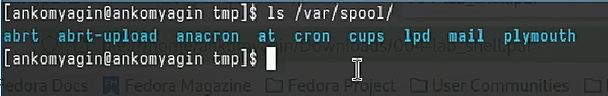 [ankomyagin@ankomyagin tmp]$ ls /var/spool/
abrt abrt-upload anacron at cron cups lpd mail plymouth
[ankomyagin@ankomyagin tmp]$
Fedora Docs Fedora Magazine Fedora Project User Communities